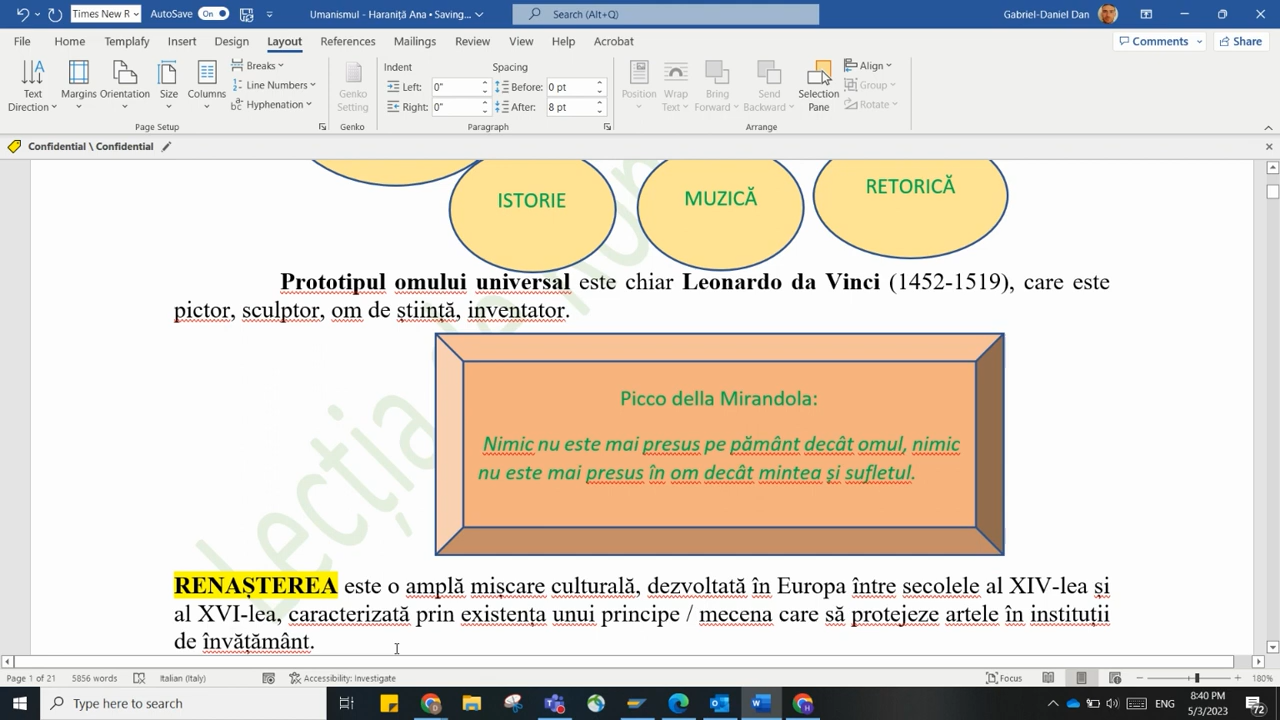 Times New R
AutoSave On
Umanismul - Haraniță Ana • Saving...
Search (Alt+Q)
Gabriel-Daniel Dan
File Home Templafy Insert Design Layout References Mailings Review View Help Acrobat
Comments Share
Text Direction Margins Orientation Size Columns
Breaks
Line Numbers
Hyphenation
Page Setup
Genko Setting
Genko
Indent
Left: 0"
Right: 0"
Spacing
Before: 0 pt
After: 8 pt
Paragraph
Position Wrap Text Bring Forward Send Backward Selection Pane
Align
Group
Rotate
Arrange
Confidential \ Confidential
ISTORIE
MUZICĂ
RETORICĂ
Prototipul omului universal este chiar Leonardo da Vinci (1452-1519), care este
pictor, sculptor, om de știință, inventator.
Picco della Mirandola:
Nimic nu este mai presus pe pământ decât omul, nimic
nu este mai presus în om decât mintea și sufletul.
RENAȘTEREA este o amplă mișcare culturală, dezvoltată în Europa între secolele al XIV-lea și
al XVI-lea, caracterizată prin existența unui principe / mecena care să protejeze artele în instituții
de învățământ.
Lecția
Page 1 of 21 5856 words Italian (Italy) Accessibility: Investigate Focus 180%
Type here to search
ENG
8:40 PM
5/3/2023
72